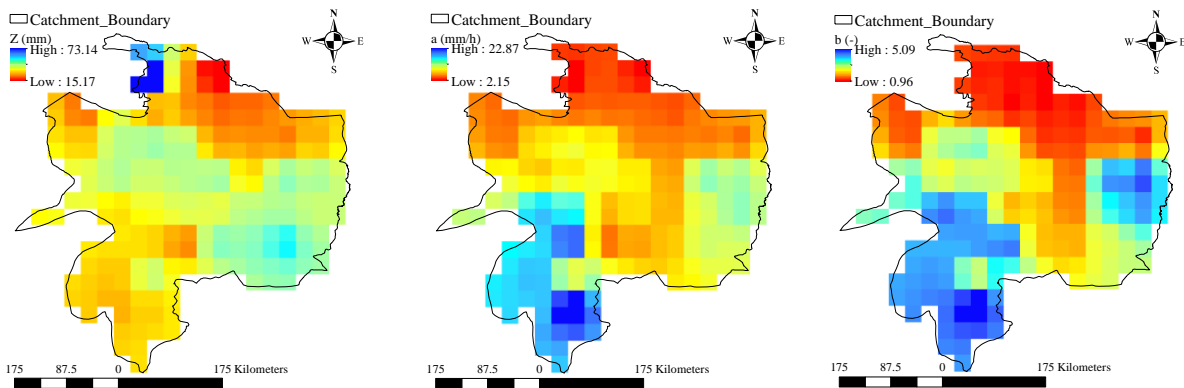 Catchment_Boundary
Z (mm)
High : 73.14
Low : 15.17
N
W E
S
175 87.5 0 175 Kilometers
Catchment_Boundary
a (mm/h)
High : 22.87
Low : 2.15
N
W E
S
175 87.5 0 175 Kilometers
Catchment_Boundary
b (-)
High : 5.09
Low : 0.96
N
W E
S
175 87.5 0 175 Kilometers